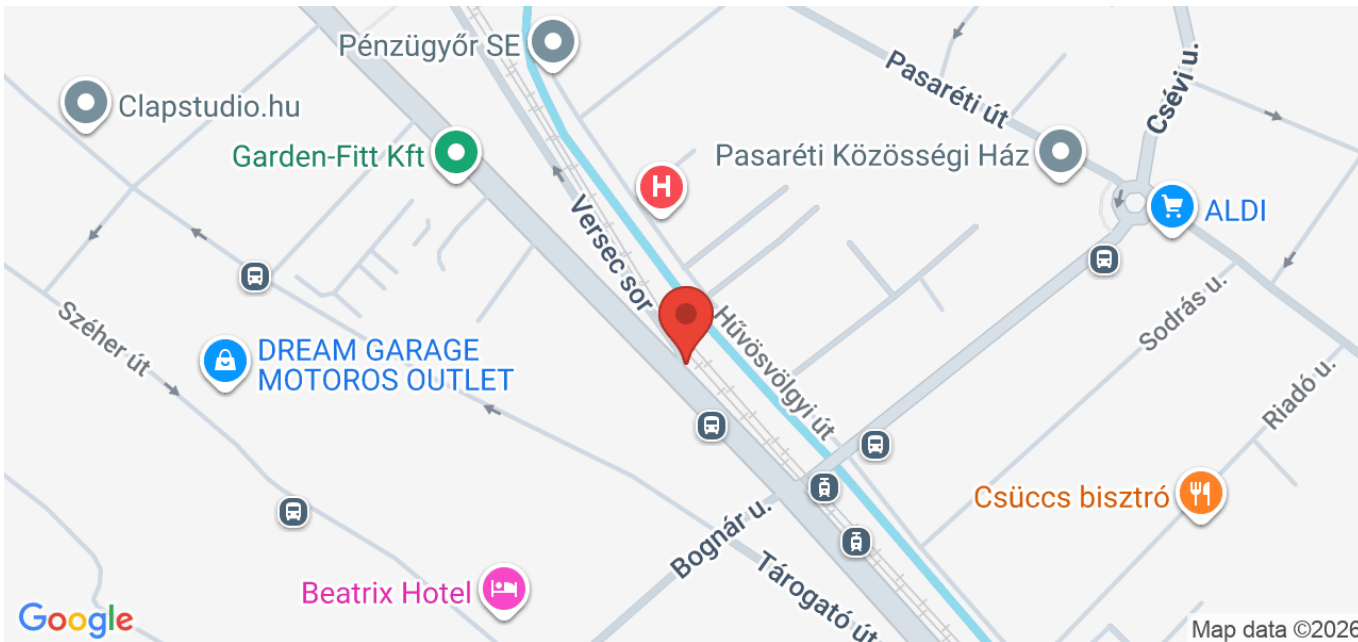 Pénzügyőr SE
Csévi u.
Pasaréti út
Clapstudio.hu
Garden-Fitt Kft
Pasaréti Közösségi Ház
H
ALDI
Versec sor
Hűvösvölgyi út
Sodrás u.
Széher út
DREAM GARAGE
MOTOROS OUTLET
Riadó u.
Csüccs bisztró
Bognár u.
Tárogató út
Beatrix Hotel
Google
Map data ©2026